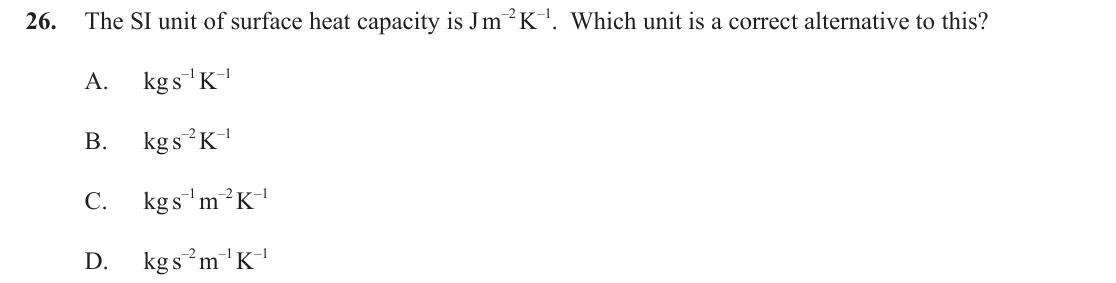 26. The SI unit of surface heat capacity is J m⁻² K⁻¹. Which unit is a correct alternative to this?
A. kg s⁻¹ K⁻¹
B. kg s⁻² K⁻¹
C. kg s⁻¹ m⁻² K⁻¹
D. kg s⁻² m⁻¹ K⁻¹